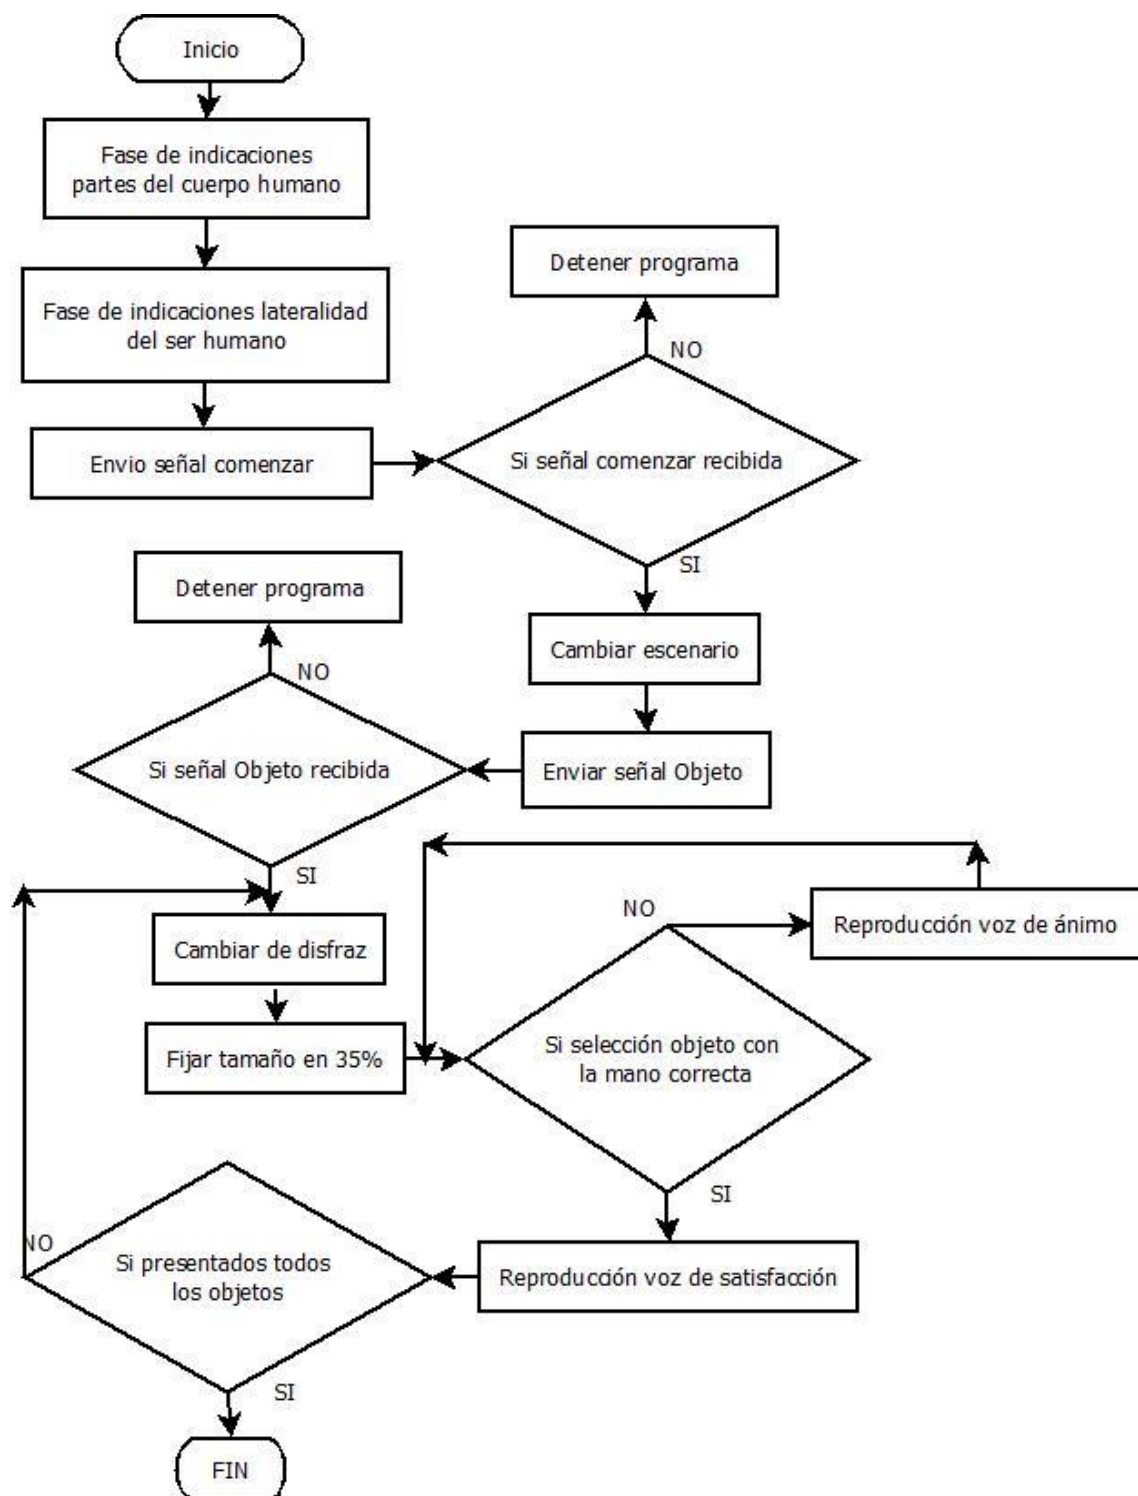 Inicio
Fase de indicaciones
partes del cuerpo humano
Fase de indicaciones lateralidad
del ser humano
Envio señal comenzar
Si señal comenzar recibida
NO
Detener programa
SI
Cambiar escenario
Enviar señal Objeto
Si señal Objeto recibida
NO
Detener programa
SI
Cambiar de disfraz
Fijar tamaño en 35%
Si selección objeto con
la mano correcta
NO
Reproducción voz de ánimo
SI
Reproducción voz de satisfacción
Si presentados todos
los objetos
NO
SI
FIN